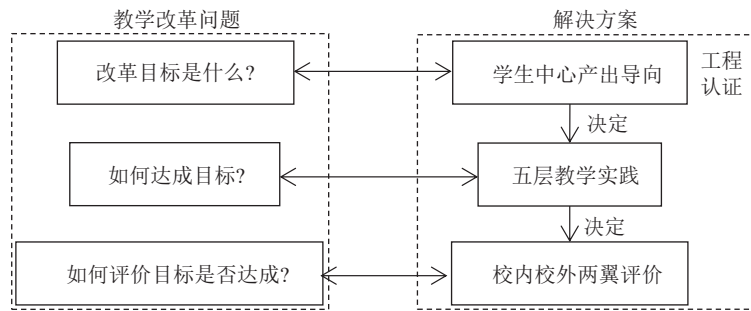 教学改革问题
解决方案
改革目标是什么?
学生中心产出导向
工程
认证
决定
如何达成目标?
五层教学实践
决定
如何评价目标是否达成?
校内校外两翼评价